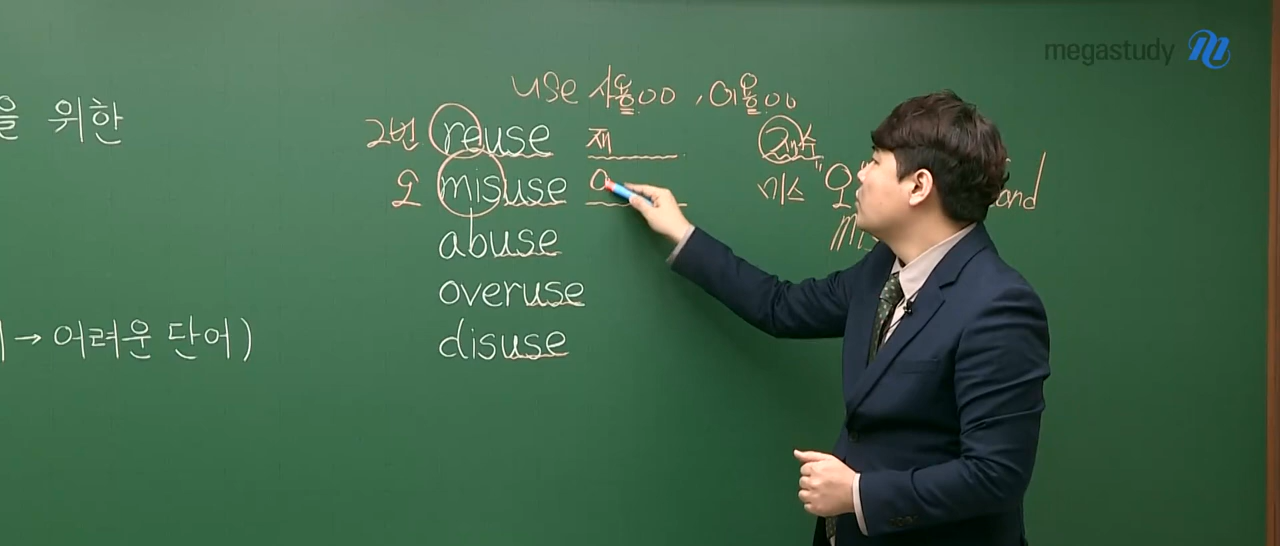 megastudy
use 사용00, 이용00
을 위한
2번 reuse 재
오 misuse
미스 "오
abuse
overuse
disuse
→ 어려운 단어)